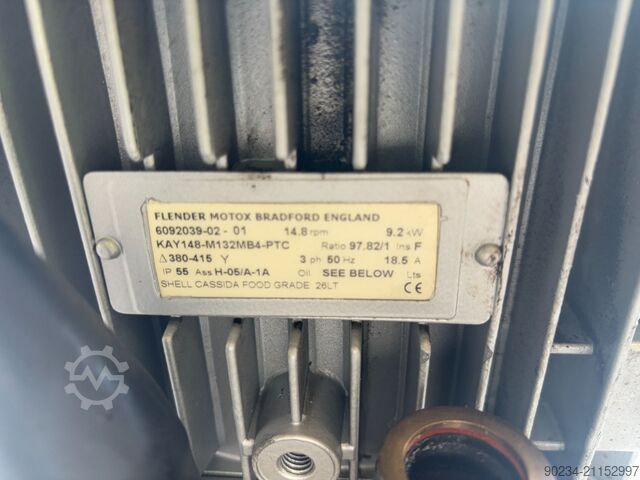 FLENDER MOTOX BRADFORD ENGLAND
6092039-02 - 01 14.8 rpm 9.2 kW
KAY148-M132MB4-PTC Ratio 97.82/1 Ins F
Δ380-415 Y 3 ph 50 Hz 18.5 A
IP 55 Ass H-05/A-1A Oil SEE BELOW Lts
SHELL CASSIDA FOOD GRADE 26LT CE
90234-21152997